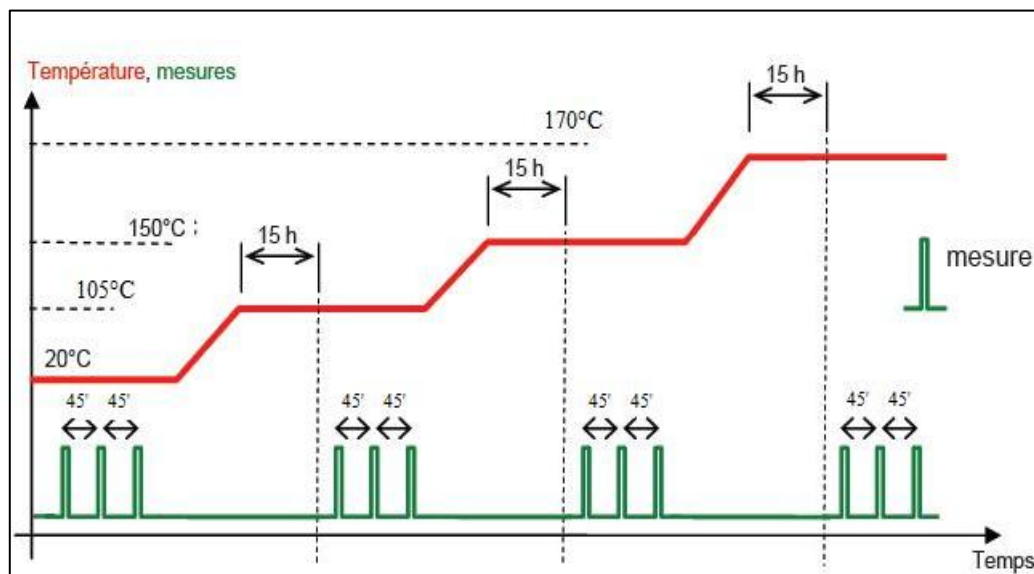 Température, mesures
15 h
170°C
15 h
150°C :
15 h
105°C
mesure
20°C
45' 45'
45' 45'
45' 45'
45' 45'
Temps